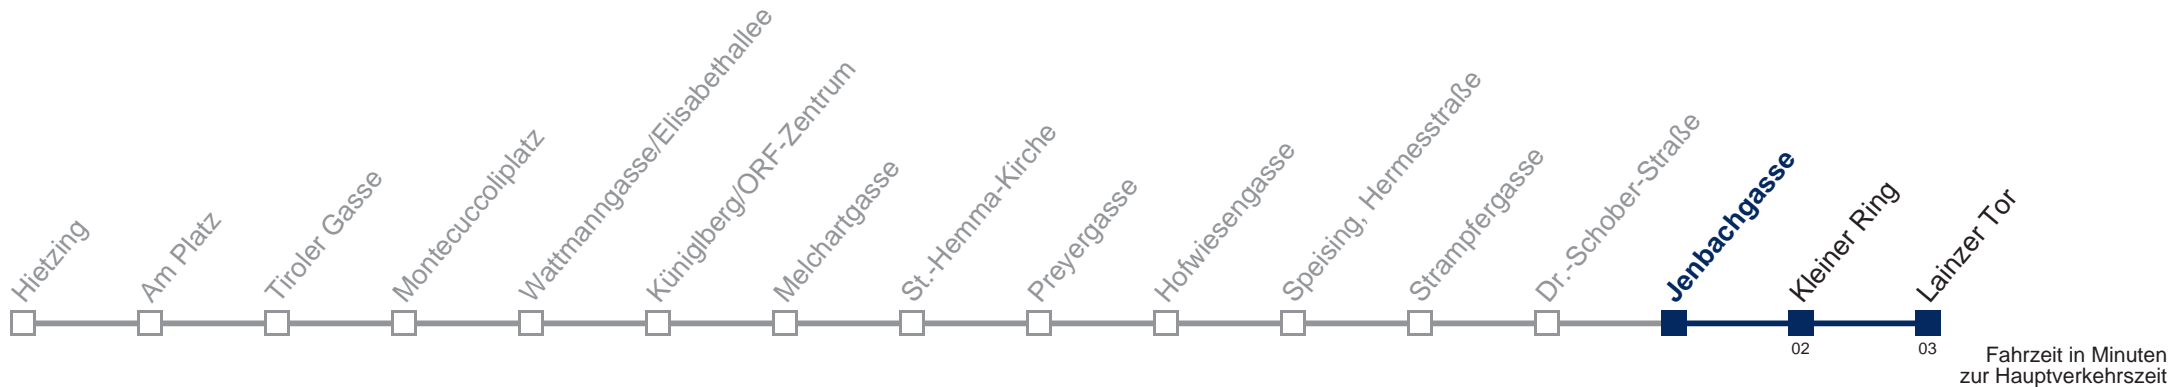 Hietzing
Am Platz
Tiroler Gasse
Montecuccoliplatz
Wattmanngasse/Elisabethallee
Küniglberg/ORF-Zentrum
Melchartgasse
St.-Hemma-Kirche
Preyergasse
Hofwiesengasse
Speising, Hermesstraße
Strampfergasse
Dr.-Schober-Straße
Jenbachgasse
Kleiner Ring
Lainzer Tor
02
03
Fahrzeit in Minuten
zur Hauptverkehrszeit